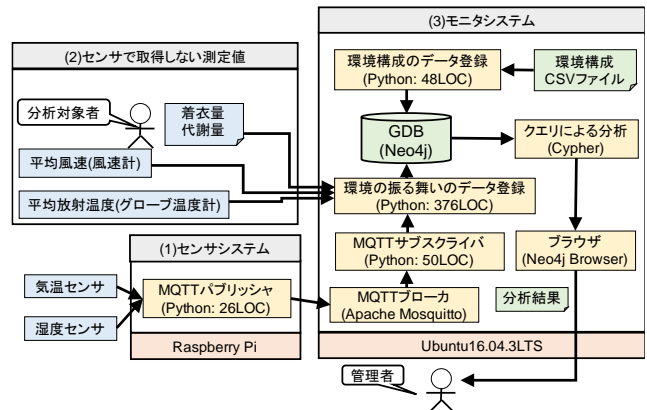 (3)モニタシステム
(2)センサで取得しない測定値
環境構成のデータ登録
(Python: 48LOC)
環境構成
CSVファイル
分析対象者
着衣量
代謝量
GDB
(Neo4j)
クエリによる分析
(Cypher)
平均風速(風速計)
平均放射温度(グローブ温度計)
環境の振る舞いのデータ登録
(Python: 376LOC)
(1)センサシステム
MQTTサブスクライバ
(Python: 50LOC)
ブラウザ
(Neo4j Browser)
気温センサ
湿度センサ
MQTTパブリッシャ
(Python: 26LOC)
MQTTブローカ
(Apache Mosquitto)
分析結果
Raspberry Pi
Ubuntu16.04.3LTS
管理者